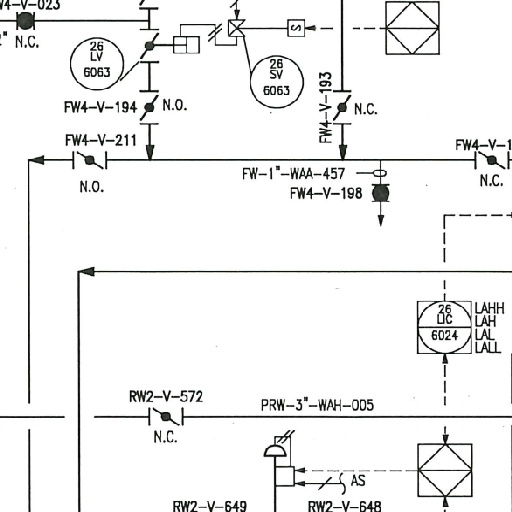 4-V-023
2"
N.C.
26
LV
6063
S
26
SV
6063
FW4-V-194
N.O.
FW4-V-193
N.C.
FW4-V-211
N.O.
FW4-V-1
N.C.
FW-1"-WAA-457
FW4-V-198
26
LIC
6024
LAHH
LAH
LAL
LALL
RW2-V-572
N.C.
PRW-3"-WAH-005
AS
RW2-V-649
RW2-V-648